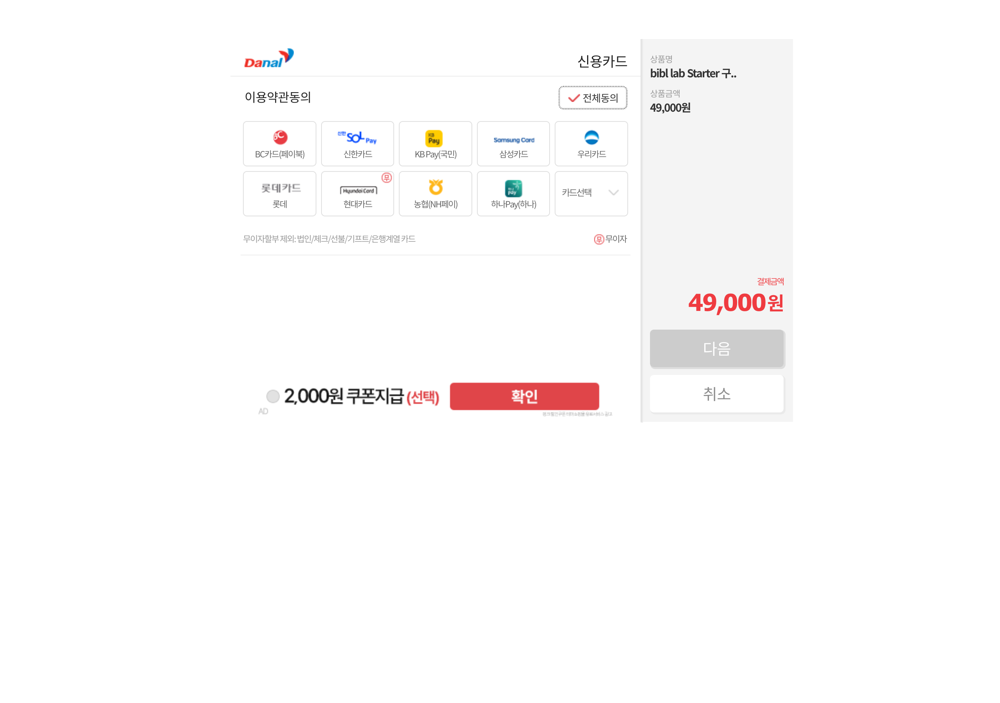 Danal
신용카드
이용약관동의
전체동의
BC
BC카드(페이북)
신한 SOL Pay
신한카드
KB Pay
KB Pay(국민)
Samsung Card
삼성카드
우리카드
롯데카드
롯데
무
Hyundai Card
현대카드
농협(NH페이)
하나 pay
하나Pay(하나)
카드선택
무이자할부 제외: 법인/체크/선불/기프트/은행계열 카드
무 무이자
2,000원 쿠폰지급 (선택)
확인
AD
상품명
bibl lab Starter 구..
상품금액
49,000원
결제금액
49,000원
다음
취소